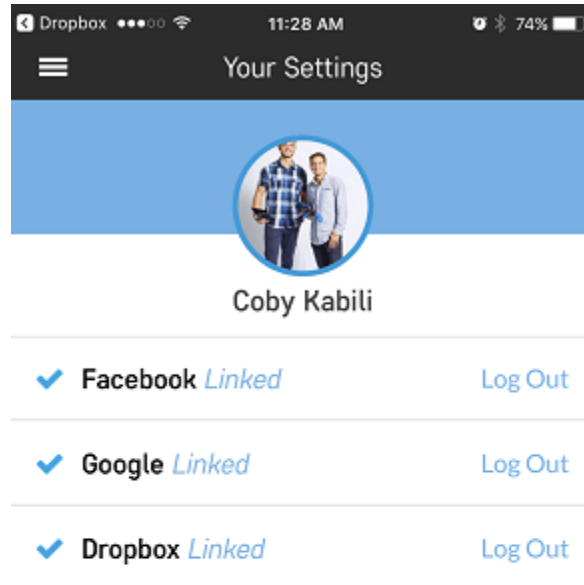 Dropbox 11:28 AM 74%
Your Settings
Coby Kabili
Facebook Linked Log Out
Google Linked Log Out
Dropbox Linked Log Out